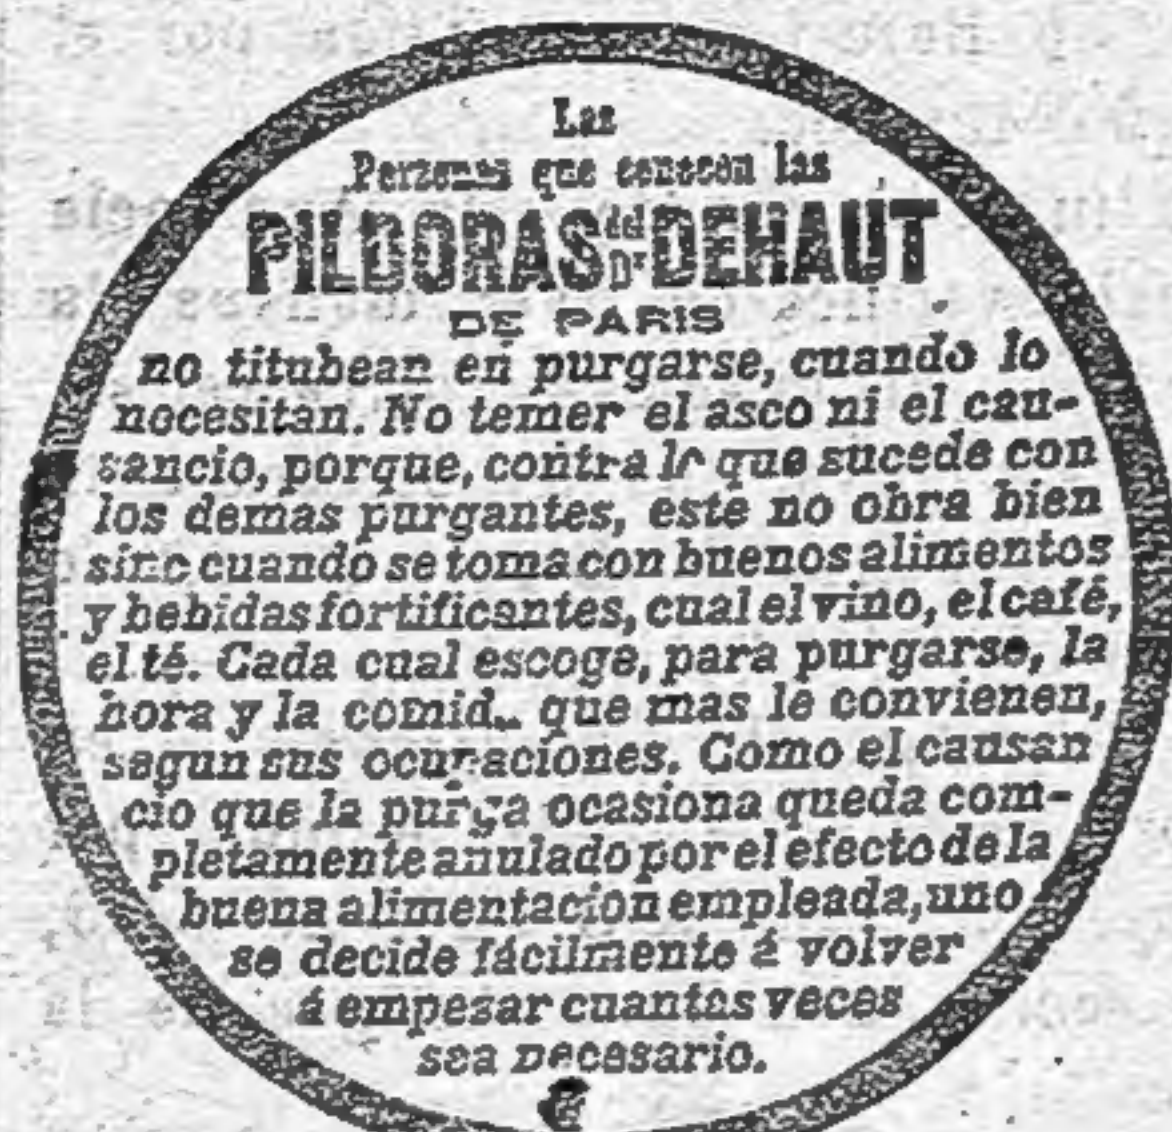 Las
Personas que conocen las
PILDORAS del Dr DEHAUT
DE PARIS
no titubean en purgarse, cuando lo
necesitan. No temen el asco ni el cau-
sancio, porque, contra lo que sucede con
los demas purgantes, este no obra bien
sino cuando se toma con buenos alimentos
y bebidas fortificantes, cual el vino, el café,
el té. Cada cual escoge, para purgarse, la
hora y la comida que mas le convienen,
segun sus ocupaciones. Como el causan
cio que la purga ocasiona queda com-
pletamente anulado por el efecto de la
buena alimentacion empleada, uno
se decide fácilmente á volver
á empezar cuantas veces
sea necesario.